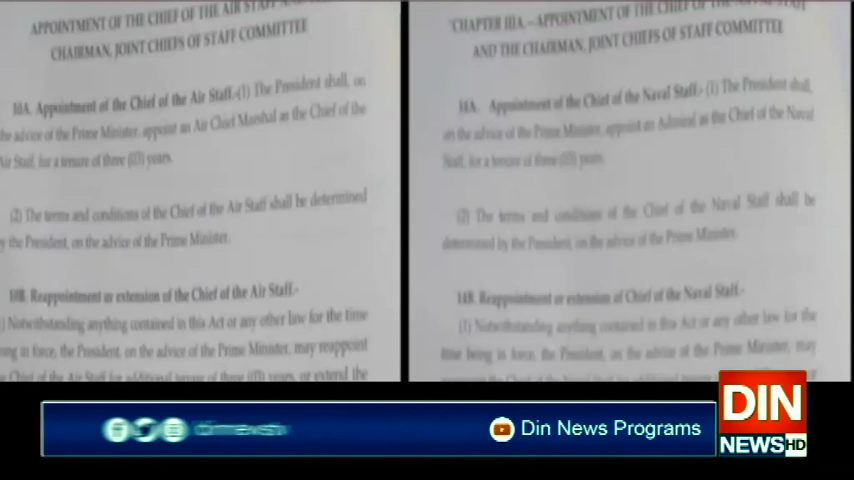 APPOINTMENT OF THE CHIEF OF THE AIR STAFF
CHAIRMAN, JOINT CHIEFS OF STAFF COMMITTEE
10A. Appointment of the Chief of the Air Staff.-(1) The President shall, on
the advice of the Prime Minister, appoint an Air Chief Marshal as the Chief of the
Air Staff, for a tenure of three (03) years.
(2) The terms and conditions of the Chief of the Air Staff shall be determined
by the President, on the advice of the Prime Minister.
10B. Reappointment or extension of the Chief of the Air Staff.-
) Notwithstanding anything contained in this Act or any other law for the time
ing in force, the President, on the advice of the Prime Minister, may reappoint
Chief of the Air Staff for additional tenure of three (03) years, or extend the
"CHAPTER IIIA.–APPOINTMENT OF THE CHIEF OF THE NAVAL STAFF
AND THE CHAIRMAN, JOINT CHIEFS OF STAFF COMMITTEE
14A. Appointment of the Chief of the Naval Staff.- (1) The President shall,
on the advice of the Prime Minister, appoint an Admiral as the Chief of the Naval
Staff, for a tenure of three (03) years.
(2) The terms and conditions of the Chief of the Naval Staff shall be
determined by the President, on the advice of the Prime Minister.
14B. Reappointment or extension of Chief of the Naval Staff.-
(1) Notwithstanding anything contained in this Act or any other law for the
time being in force, the President, on the advice of the Prime Minister, may
Din News Programs
DIN
NEWS HD